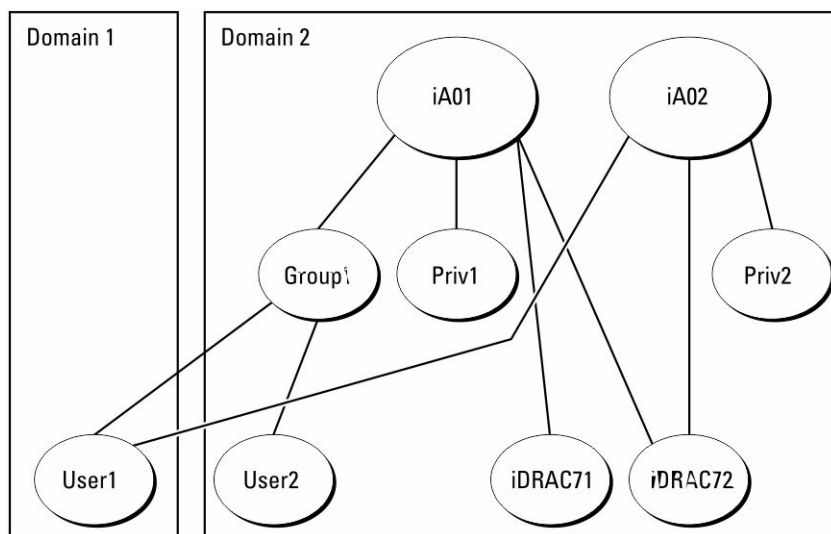 Domain 1
Domain 2
iA01
iA02
Group1
Priv1
Priv2
User1
User2
iDRAC71
iDRAC72